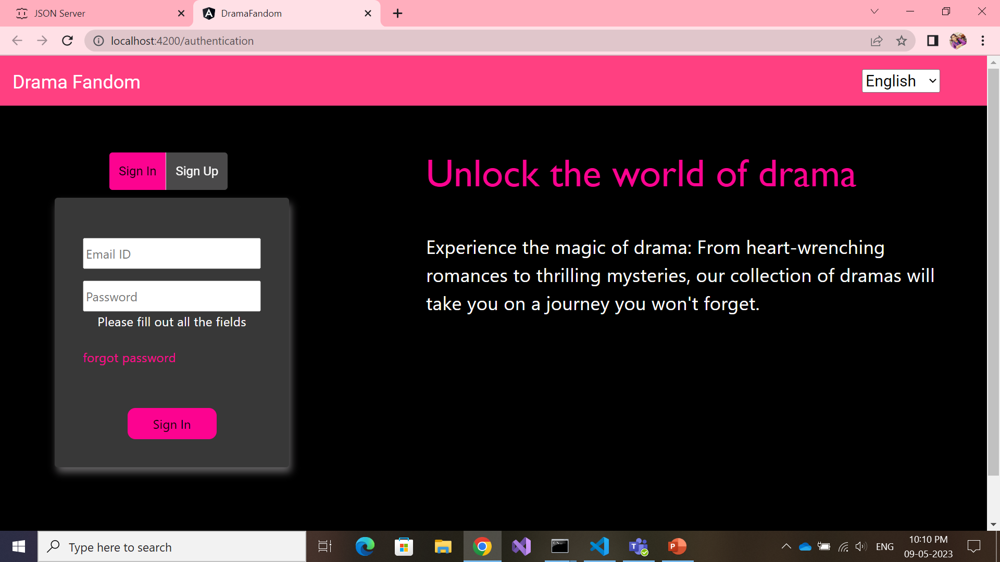 JSON Server
DramaFandom
localhost:4200/authentication
Drama Fandom
English
Sign In
Sign Up
Unlock the world of drama
Email ID
Password
Please fill out all the fields
forgot password
Sign In
Experience the magic of drama: From heart-wrenching
romances to thrilling mysteries, our collection of dramas will
take you on a journey you won't forget.
Type here to search
ENG
10:10 PM
09-05-2023